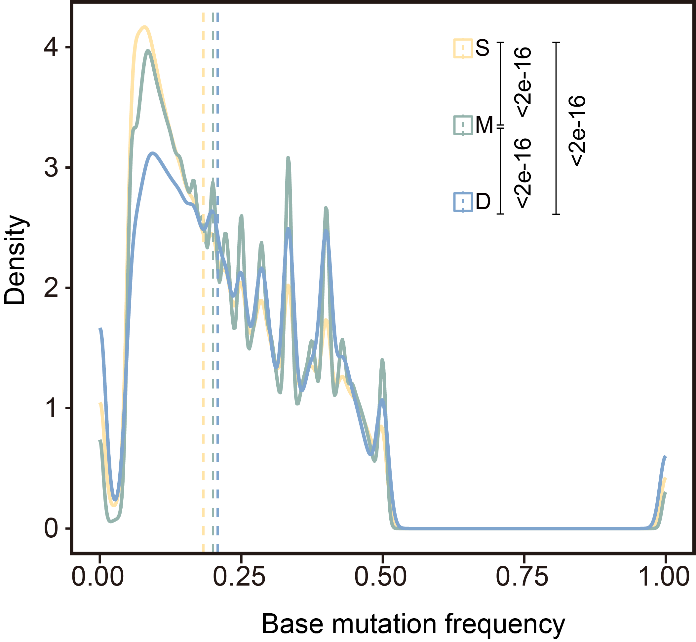 Density
4
3
2
1
0
0.00
0.25
0.50
0.75
1.00
Base mutation frequency
S
M
D
<2e-16
<2e-16
<2e-16